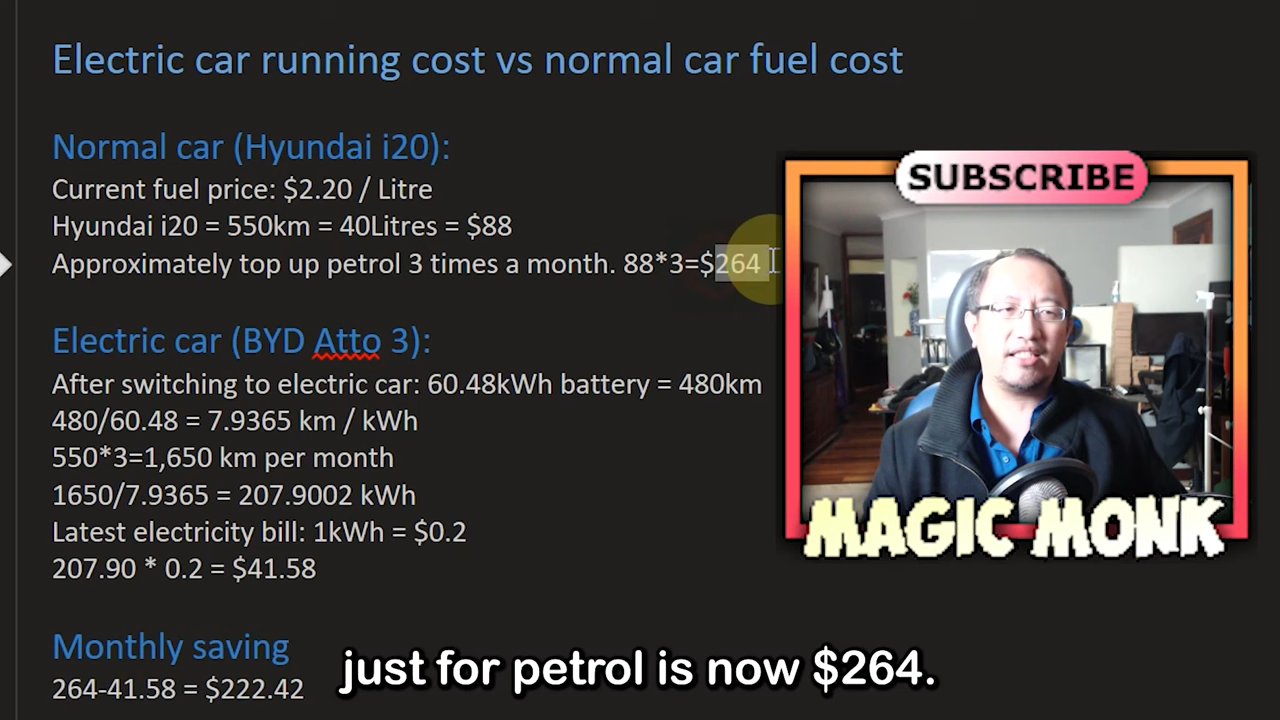 Electric car running cost vs normal car fuel cost
Normal car (Hyundai i20):
Current fuel price: $2.20 / Litre
Hyundai i20 = 550km = 40Litres = $88
Approximately top up petrol 3 times a month. 88*3=$264
Electric car (BYD Atto 3):
After switching to electric car: 60.48kWh battery = 480km
480/60.48 = 7.9365 km / kWh
550*3=1,650 km per month
1650/7.9365 = 207.9002 kWh
Latest electricity bill: 1kWh = $0.2
207.90 * 0.2 = $41.58
Monthly saving
264-41.58 = $222.42
SUBSCRIBE
MAGIC MONK
just for petrol is now $264.